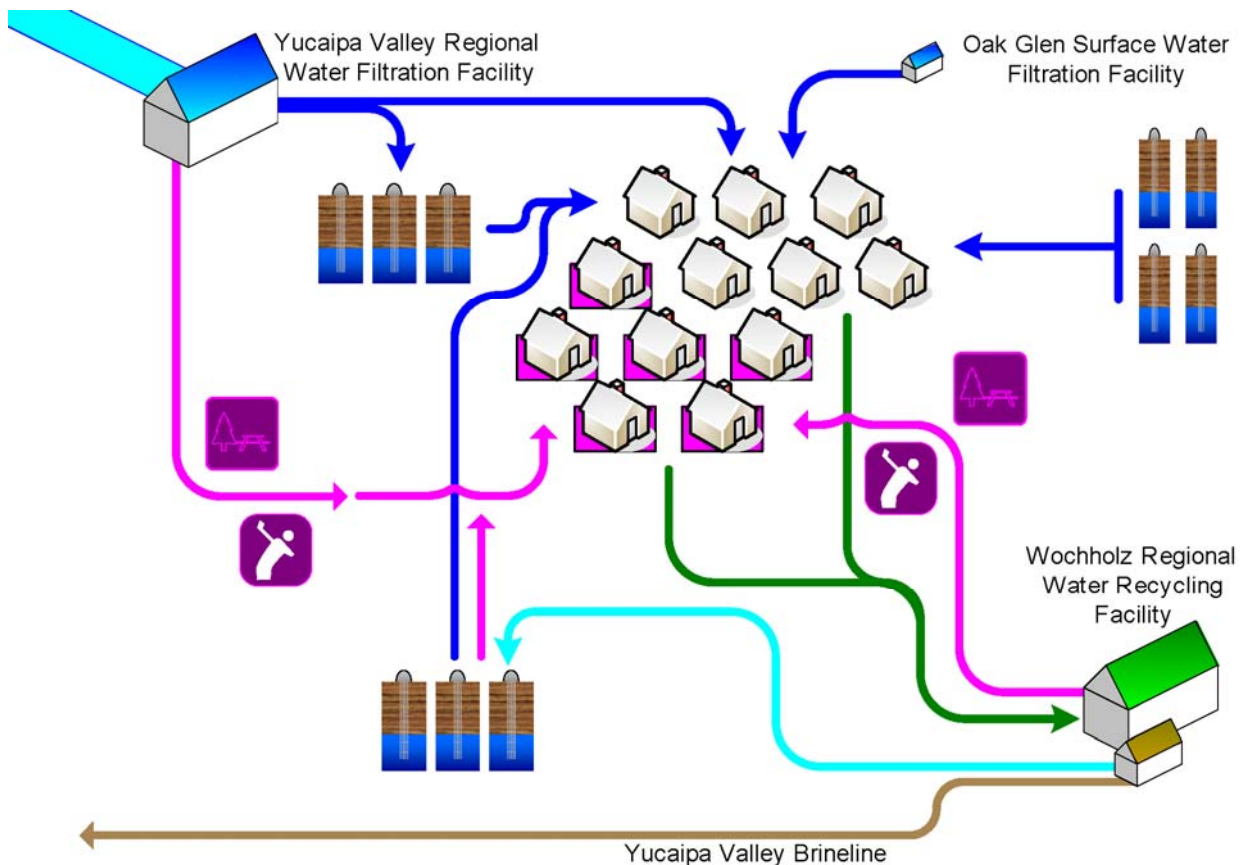 Yucaipa Valley Regional
Water Filtration Facility
Oak Glen Surface Water
Filtration Facility
Wochholz Regional
Water Recycling
Facility
Yucaipa Valley Brineline